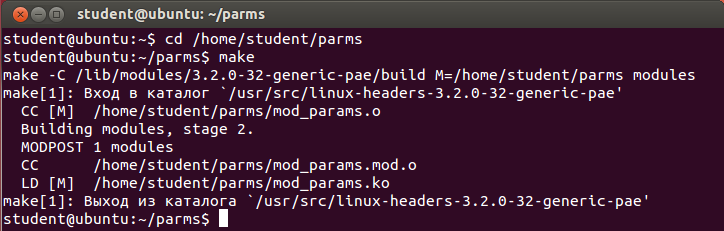 student@ubuntu: ~/parms
student@ubuntu:~$ cd /home/student/parms
student@ubuntu:~/parms$ make
make -C /lib/modules/3.2.0-32-generic-pae/build M=/home/student/parms modules
make[1]: Вход в каталог `/usr/src/linux-headers-3.2.0-32-generic-pae'
  CC [M]  /home/student/parms/mod_params.o
  Building modules, stage 2.
  MODPOST 1 modules
  CC      /home/student/parms/mod_params.mod.o
  LD [M]  /home/student/parms/mod_params.ko
make[1]: Выход из каталога `/usr/src/linux-headers-3.2.0-32-generic-pae'
student@ubuntu:~/parms$